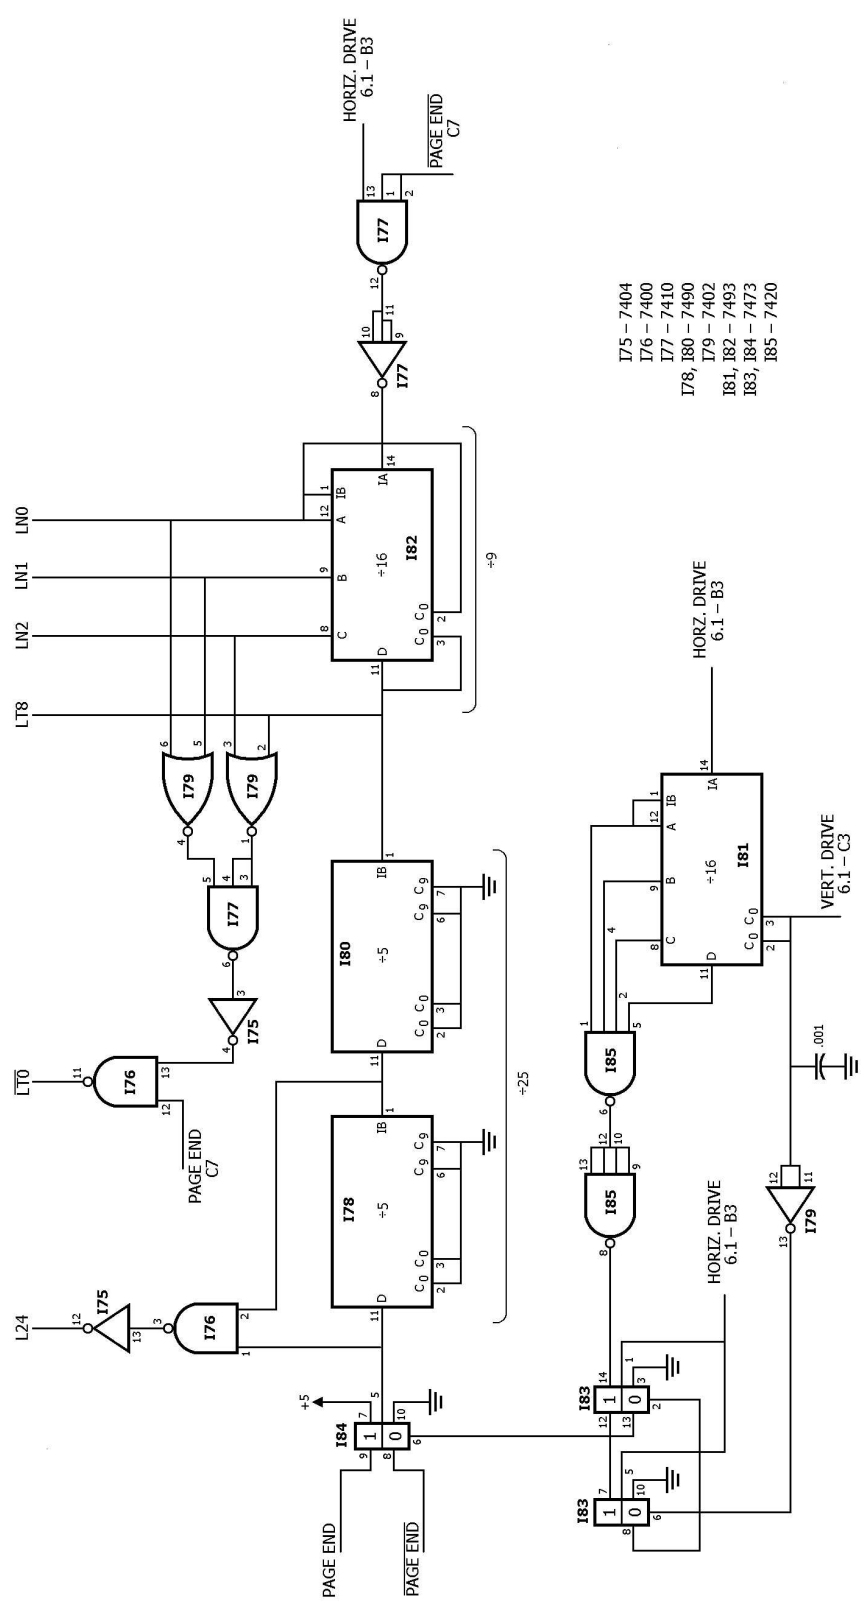 L24
LT0
LT8
LN2
LN1
LN0
12
I75
13
3
I76
1
2
11
I76
12
13
PAGE END
C7
4
I75
3
6
I77
5
4
3
4
I79
6
5
1
I79
3
2
+5
PAGE END
PAGE END
9
8
I84
1
0
7
5
10
6
11
D
I78
÷5
IB
1
C0
C0
C9
C9
2
3
6
7
11
D
I80
÷5
IB
1
C0
C0
C9
C9
2
3
6
7
÷25
8
9
12
1
C
B
A
IB
11
D
÷16
I82
IA
14
C0
C0
3
2
÷9
8
I77
10
11
9
12
I77
13
1
2
HORIZ. DRIVE
6.1 – B3
PAGE END
C7
I83
1
0
7
5
10
8
6
I83
1
0
12
13
14
1
3
2
8
I85
13
12
10
9
6
I85
1
4
2
5
HORIZ. DRIVE
6.1 – B3
8
9
12
1
C
B
A
IB
11
D
÷16
I81
IA
14
C0
C0
2
3
HORZ. DRIVE
6.1 – B3
13
I79
12
11
.001
VERT. DRIVE
6.1 – C3
I75 – 7404
I76 – 7400
I77 – 7410
I78, I80 – 7490
I79 – 7402
I81, I82 – 7493
I83, I84 – 7473
I85 – 7420